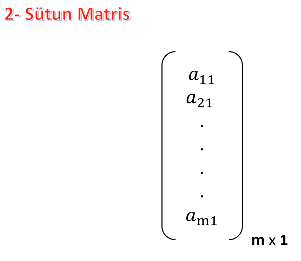 2- Sütun Matris
a₁₁
a₂₁
.
.
.
.
aₘ₁
m x 1